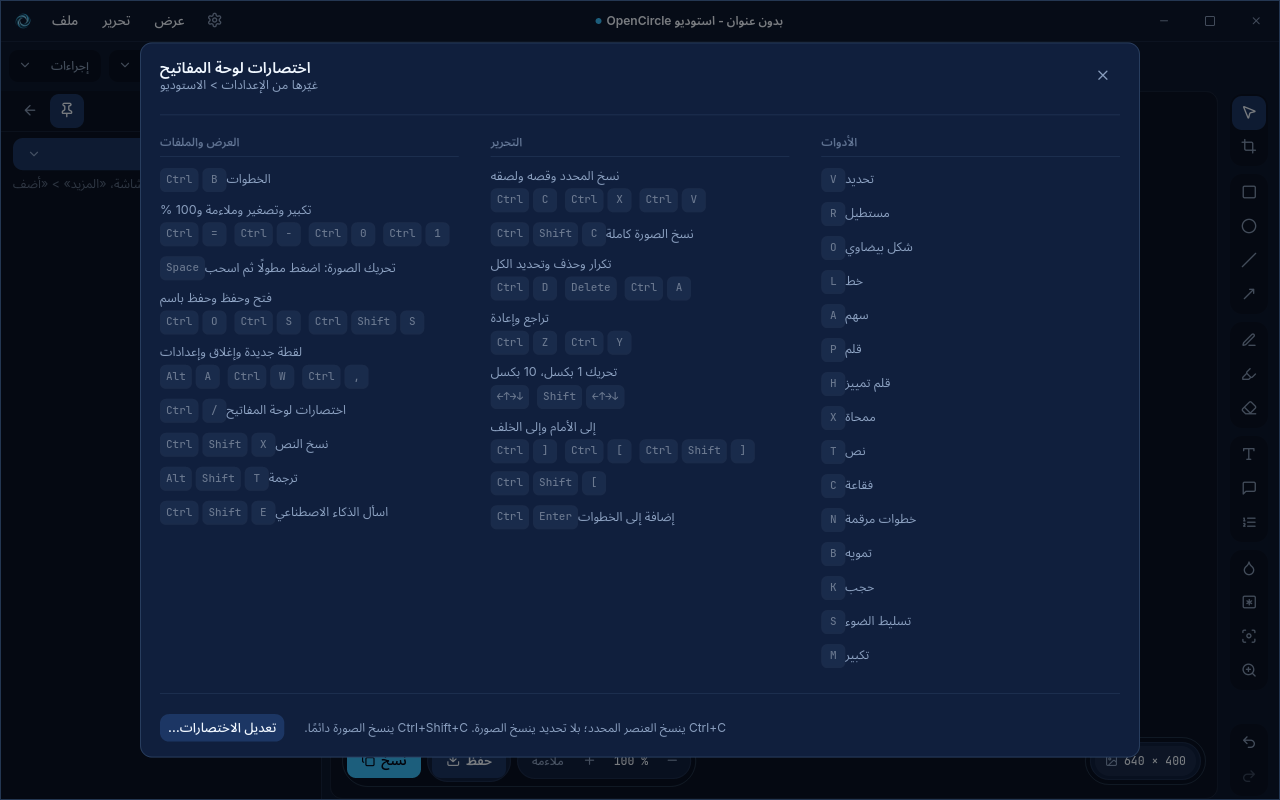 ملف تحرير عرض
بدون عنوان - استوديو OpenCircle
إجراءات
اختصارات لوحة المفاتيح
غيّرها من الإعدادات > الاستوديو
الأدوات
تحديد V
مستطيل R
شكل بيضاوي O
خط L
سهم A
قلم P
قلم تمييز H
ممحاة X
نص T
فقاعة C
خطوات مرقمة N
تمويه B
حجب K
تسليط الضوء S
تكبير M
التحرير
نسخ المحدد وقصه ولصقه
Ctrl C Ctrl X Ctrl V
نسخ الصورة كاملة Ctrl Shift C
تكرار وحذف وتحديد الكل
Ctrl D Delete Ctrl A
تراجع وإعادة
Ctrl Z Ctrl Y
تحريك 1 بكسل، 10 بكسل
←↑→↓ Shift ←↑→↓
إلى الأمام وإلى الخلف
Ctrl ] Ctrl [ Ctrl Shift ]
Ctrl Shift [
إضافة إلى الخطوات Ctrl Enter
العرض والملفات
الخطوات Ctrl B
تكبير وتصغير وملاءمة و100 %
Ctrl = Ctrl - Ctrl 0 Ctrl 1
تحريك الصورة: اضغط مطولًا ثم اسحب Space
فتح وحفظ وحفظ باسم
Ctrl O Ctrl S Ctrl Shift S
لقطة جديدة وإغلاق وإعدادات
Alt A Ctrl W Ctrl ,
اختصارات لوحة المفاتيح Ctrl /
نسخ النص Ctrl Shift X
ترجمة Alt Shift T
اسأل الذكاء الاصطناعي Ctrl Shift E
Ctrl+C ينسخ العنصر المحدد؛ بلا تحديد ينسخ الصورة. Ctrl+Shift+C ينسخ الصورة دائمًا.
تعديل الاختصارات...
شاشة. «المزيد» > «أضف
640 × 400
100 %
ملاءمة
حفظ
نسخ